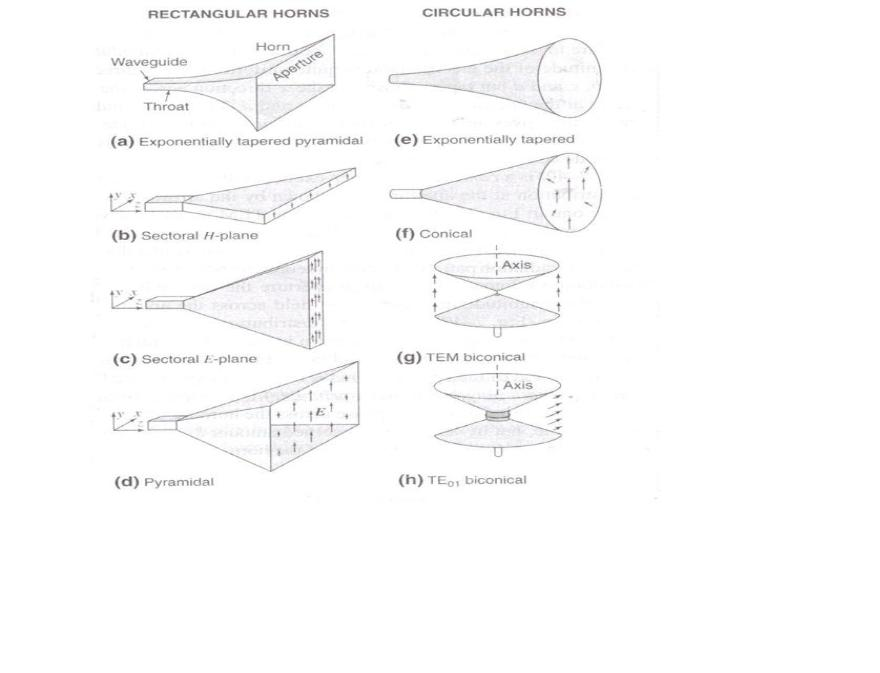 RECTANGULAR HORNS
CIRCULAR HORNS
Horn
Waveguide
Aperture
Throat
(a) Exponentially tapered pyramidal
(e) Exponentially tapered
y x
z
(b) Sectoral H-plane
(f) Conical
Axis
y x
z
(c) Sectoral E-plane
(g) TEM biconical
Axis
E
y x
z
(d) Pyramidal
(h) TE01 biconical